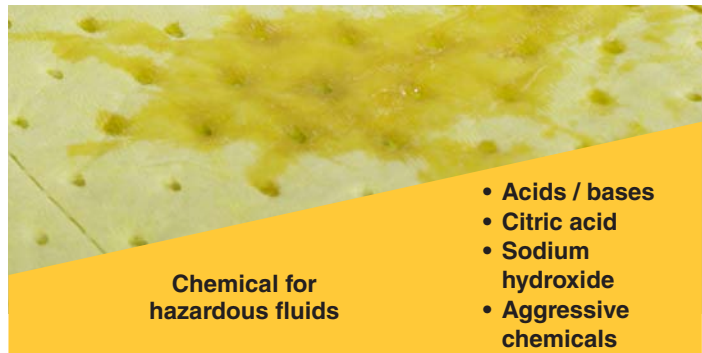 Chemical for
hazardous fluids
• Acids / bases
• Citric acid
• Sodium
hydroxide
• Aggressive
chemicals